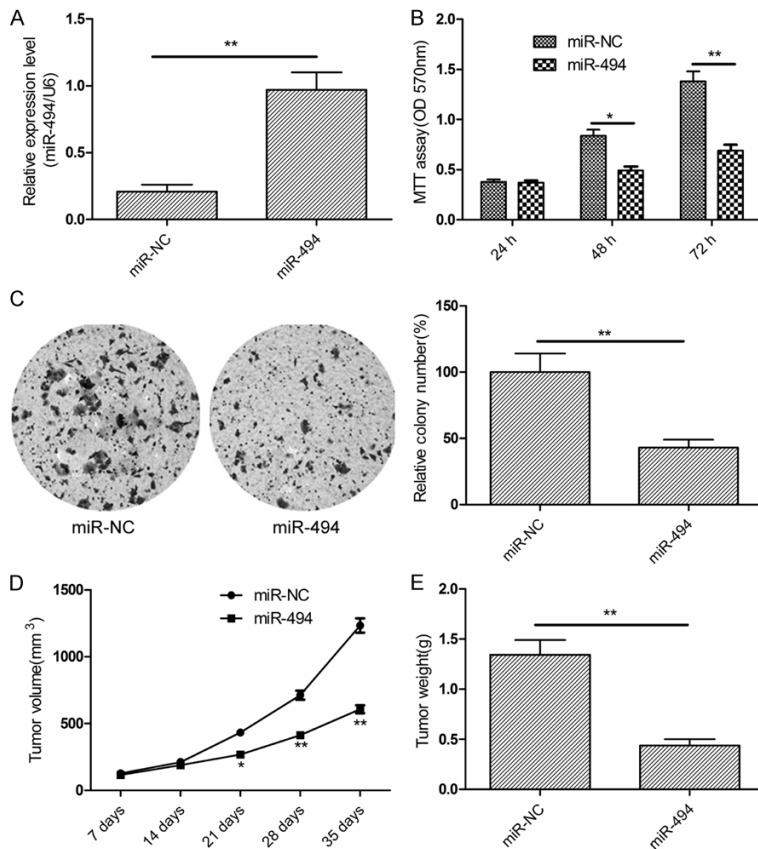 A
Relative expression level
(miR-494/U6)
1.5
1.0
0.5
0.0
**
miR-NC
miR-494
B
MTT assay(OD 570nm)
2.0
1.5
1.0
0.5
0.0
miR-NC
miR-494
*
**
24 h
48 h
72 h
C
miR-NC
miR-494
Relative colony number(%)
150
100
50
0
**
miR-NC
miR-494
D
Tumor volume(mm³)
1500
1000
500
0
miR-NC
miR-494
*
**
**
7 days
14 days
21 days
28 days
35 days
E
Tumor weight(g)
2.0
1.5
1.0
0.5
0.0
**
miR-NC
miR-494